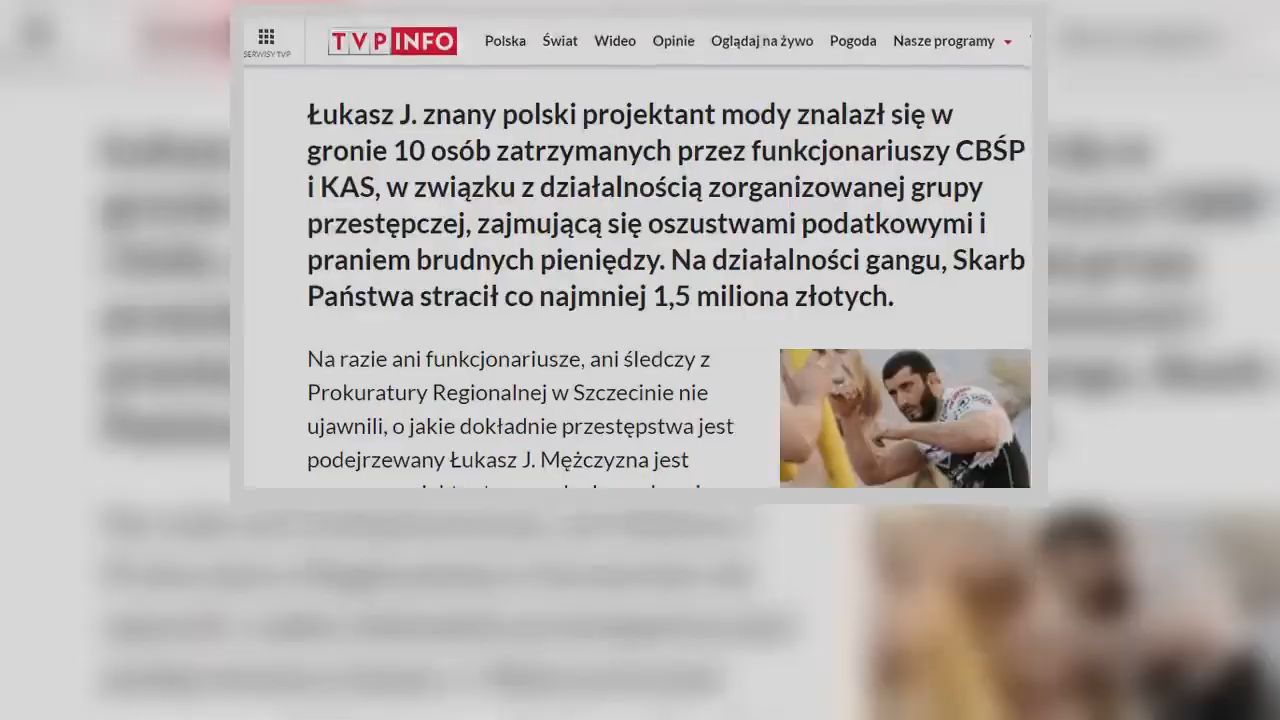 SERWISY TVP
TVP INFO
Polska Świat Wideo Opinie Oglądaj na żywo Pogoda Nasze programy
Łukasz J. znany polski projektant mody znalazł się w
gronie 10 osób zatrzymanych przez funkcjonariuszy CBŚP
i KAS, w związku z działalnością zorganizowanej grupy
przestępczej, zajmującą się oszustwami podatkowymi i
praniem brudnych pieniędzy. Na działalności gangu, Skarb
Państwa stracił co najmniej 1,5 miliona złotych.
Na razie ani funkcjonariusze, ani śledczy z
Prokuratury Regionalnej w Szczecinie nie
ujawnili, o jakie dokładnie przestępstwa jest
podejrzewany Łukasz J. Mężczyzna jest